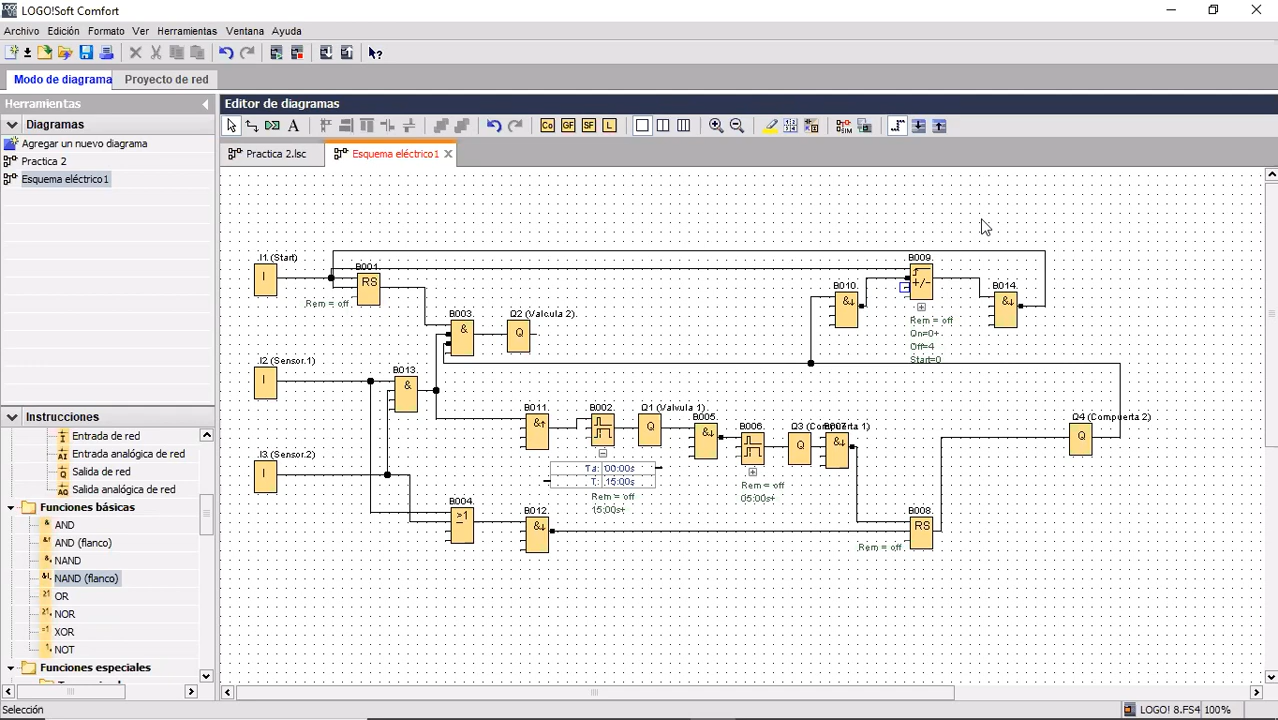 LOGO!Soft Comfort
Archivo Edición Formato Ver Herramientas Ventana Ayuda
Modo de diagrama Proyecto de red
Herramientas
Editor de diagramas
Diagramas
Agregar un nuevo diagrama
Practica 2
Esquema eléctrico1
Co GF SF L
Practica 2.lsc
Esquema eléctrico1
I1 (Start)
I
B001
RS
Rem = off
B003
&
Q2 (Valcula 2)
Q
B010
&↓
B009
+/-
Rem = off
On=0+
Off=4
Start=0
B014
&↓
I2 (Sensor.1)
I
B013
&
B011
&↑
B002
Q1 (Valvula 1)
Q
B005
&↓
B006
Rem = off
05:00s+
Q3 (Compuerta 1)
Q
B007
&↓
Q4 (Compuerta 2)
Q
Ta: 00:00s
T: 15:00s
Rem = off
15:00s+
I3 (Sensor.2)
I
B004
≥1
B012
&↓
B008
RS
Rem = off
Instrucciones
Entrada de red
Entrada analógica de red
Salida de red
Salida analógica de red
Funciones básicas
AND
AND (flanco)
NAND
NAND (flanco)
OR
NOR
XOR
NOT
Funciones especiales
Selección
LOGO! 8.FS4 100%